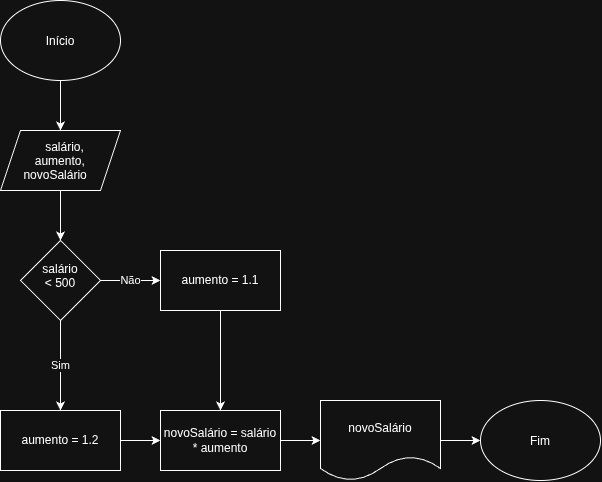 Início
salário,
aumento,
novoSalário
salário
< 500
Não
aumento = 1.1
Sim
aumento = 1.2
novoSalário = salário
* aumento
novoSalário
Fim